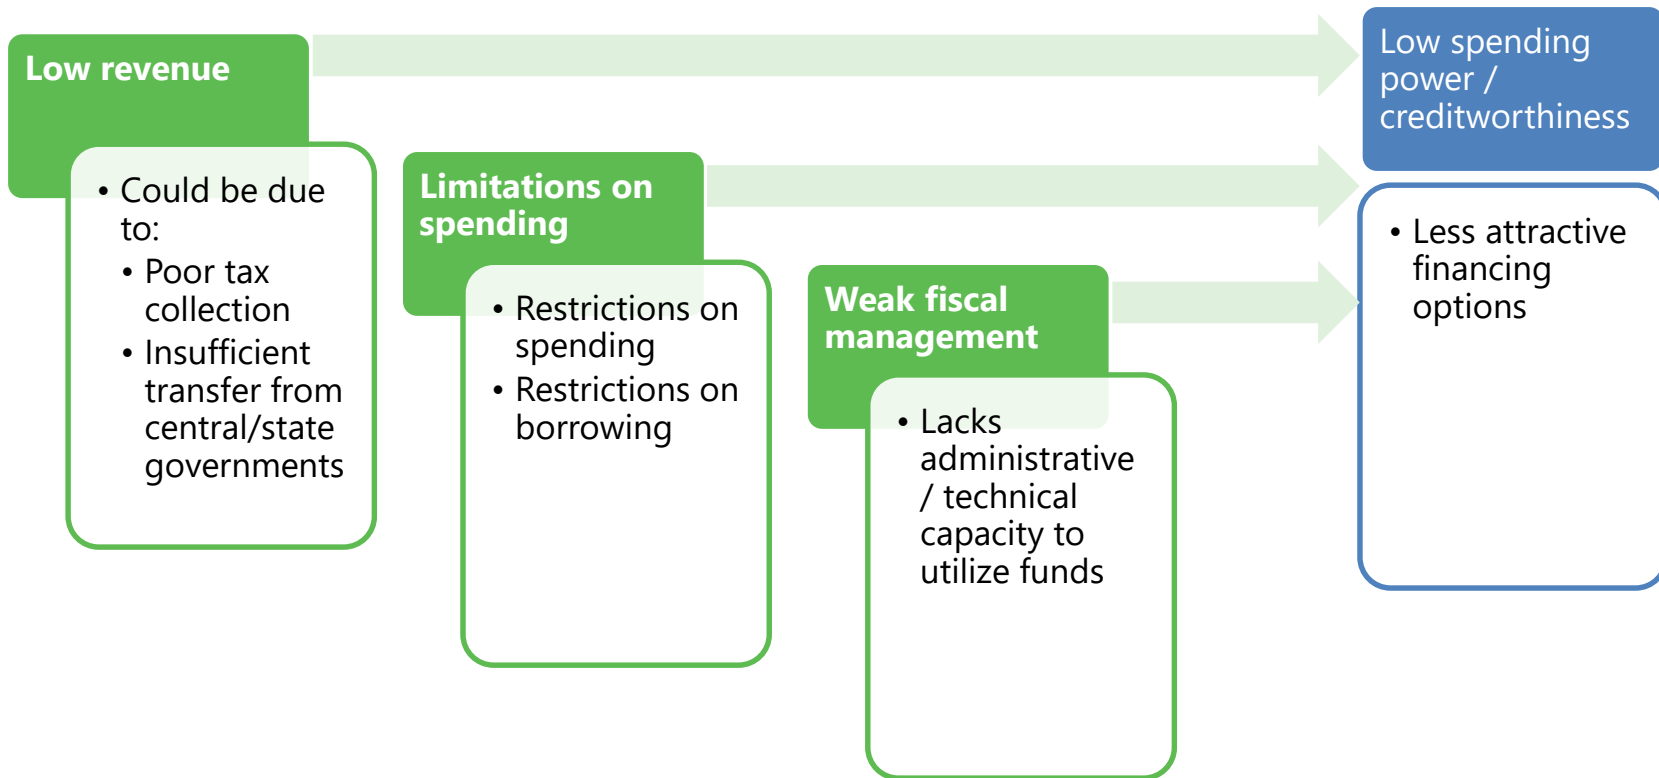 Low revenue
• Could be due
to:
• Poor tax
collection
• Insufficient
transfer from
central/state
governments
Limitations on
spending
• Restrictions on
spending
• Restrictions on
borrowing
Weak fiscal
management
• Lacks
administrative
/ technical
capacity to
utilize funds
Low spending
power /
creditworthiness
• Less attractive
financing
options